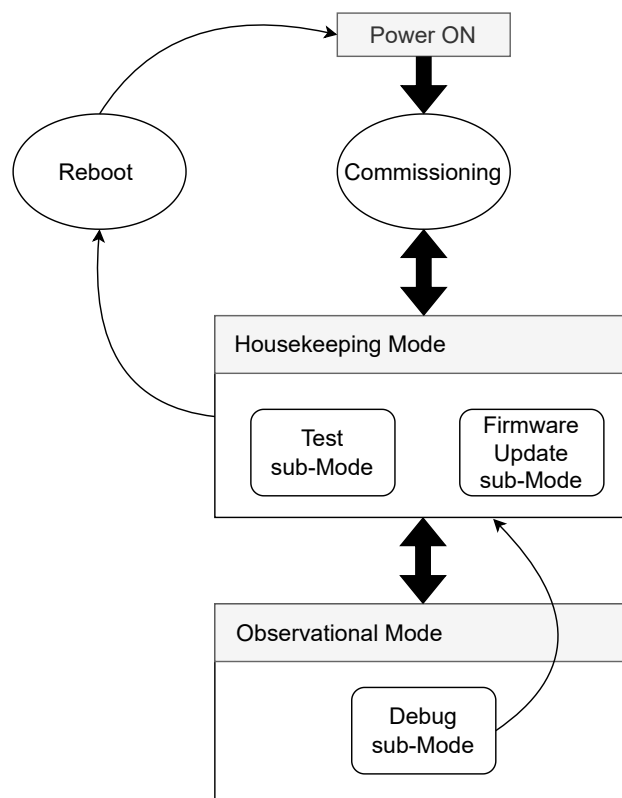 Power ON
Reboot
Commissioning
Housekeeping Mode
Test
sub-Mode
Firmware
Update
sub-Mode
Observational Mode
Debug
sub-Mode